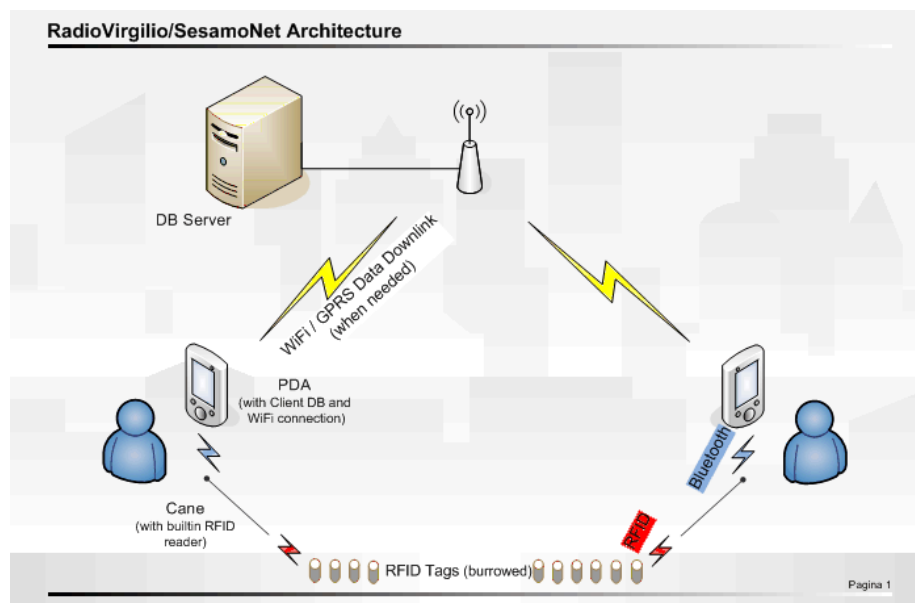 RadioVirgilio/SesamoNet Architecture
DB Server
WiFi / GPRS Data Downlink
(when needed)
PDA
(with Client DB and
WiFi connection)
Bluetooth
Cane
(with builtin RFID
reader)
RFID
RFID Tags (burrowed)
Pagina 1